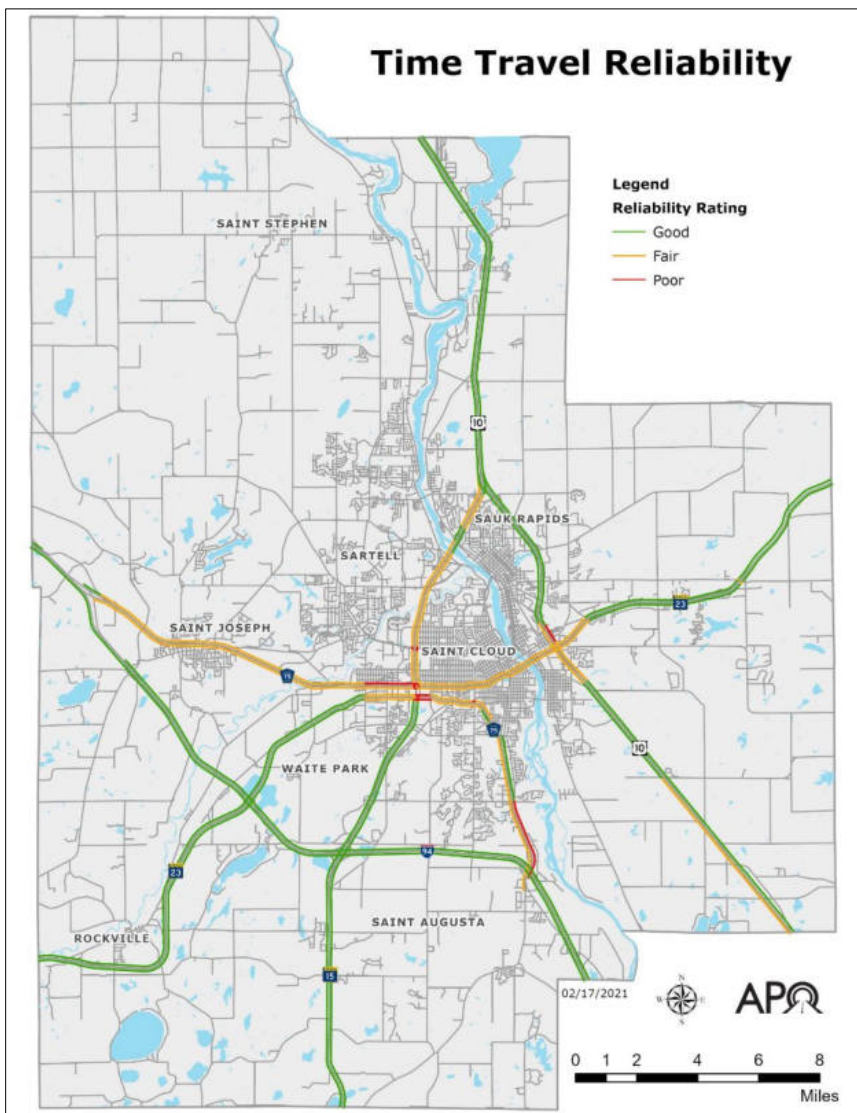 Time Travel Reliability
Legend
Reliability Rating
Good
Fair
Poor
SAINT STEPHEN
10
SAUK RAPIDS
SARTELL
23
SAINT JOSEPH
SAINT CLOUD
75
75
10
WAITE PARK
94
23
SAINT AUGUSTA
ROCKVILLE
15
02/17/2021
N
W E
S
APO
0 1 2 4 6 8
Miles